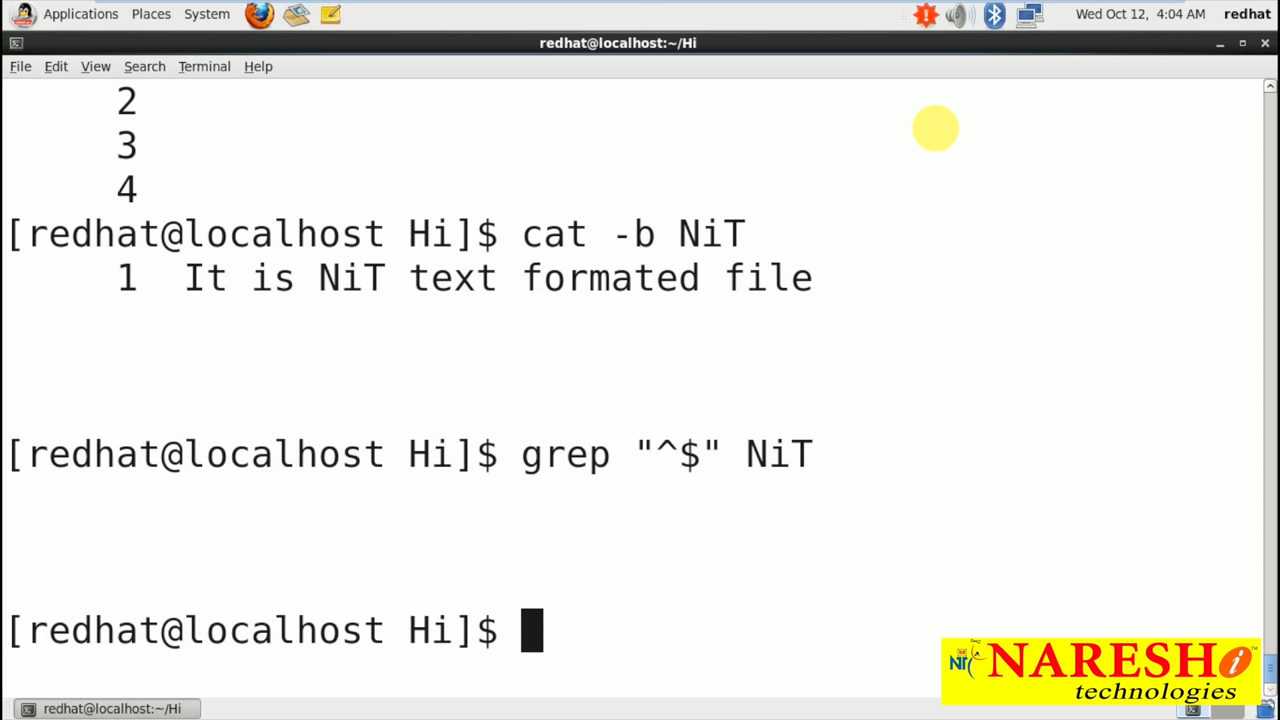 Applications Places System Wed Oct 12, 4:04 AM redhat
redhat@localhost:~/Hi
File Edit View Search Terminal Help
2
3
4
[redhat@localhost Hi]$ cat -b NiT
1 It is NiT text formated file
[redhat@localhost Hi]$ grep "^$" NiT
[redhat@localhost Hi]$
NARESH i
technologies
redhat@localhost:~/Hi